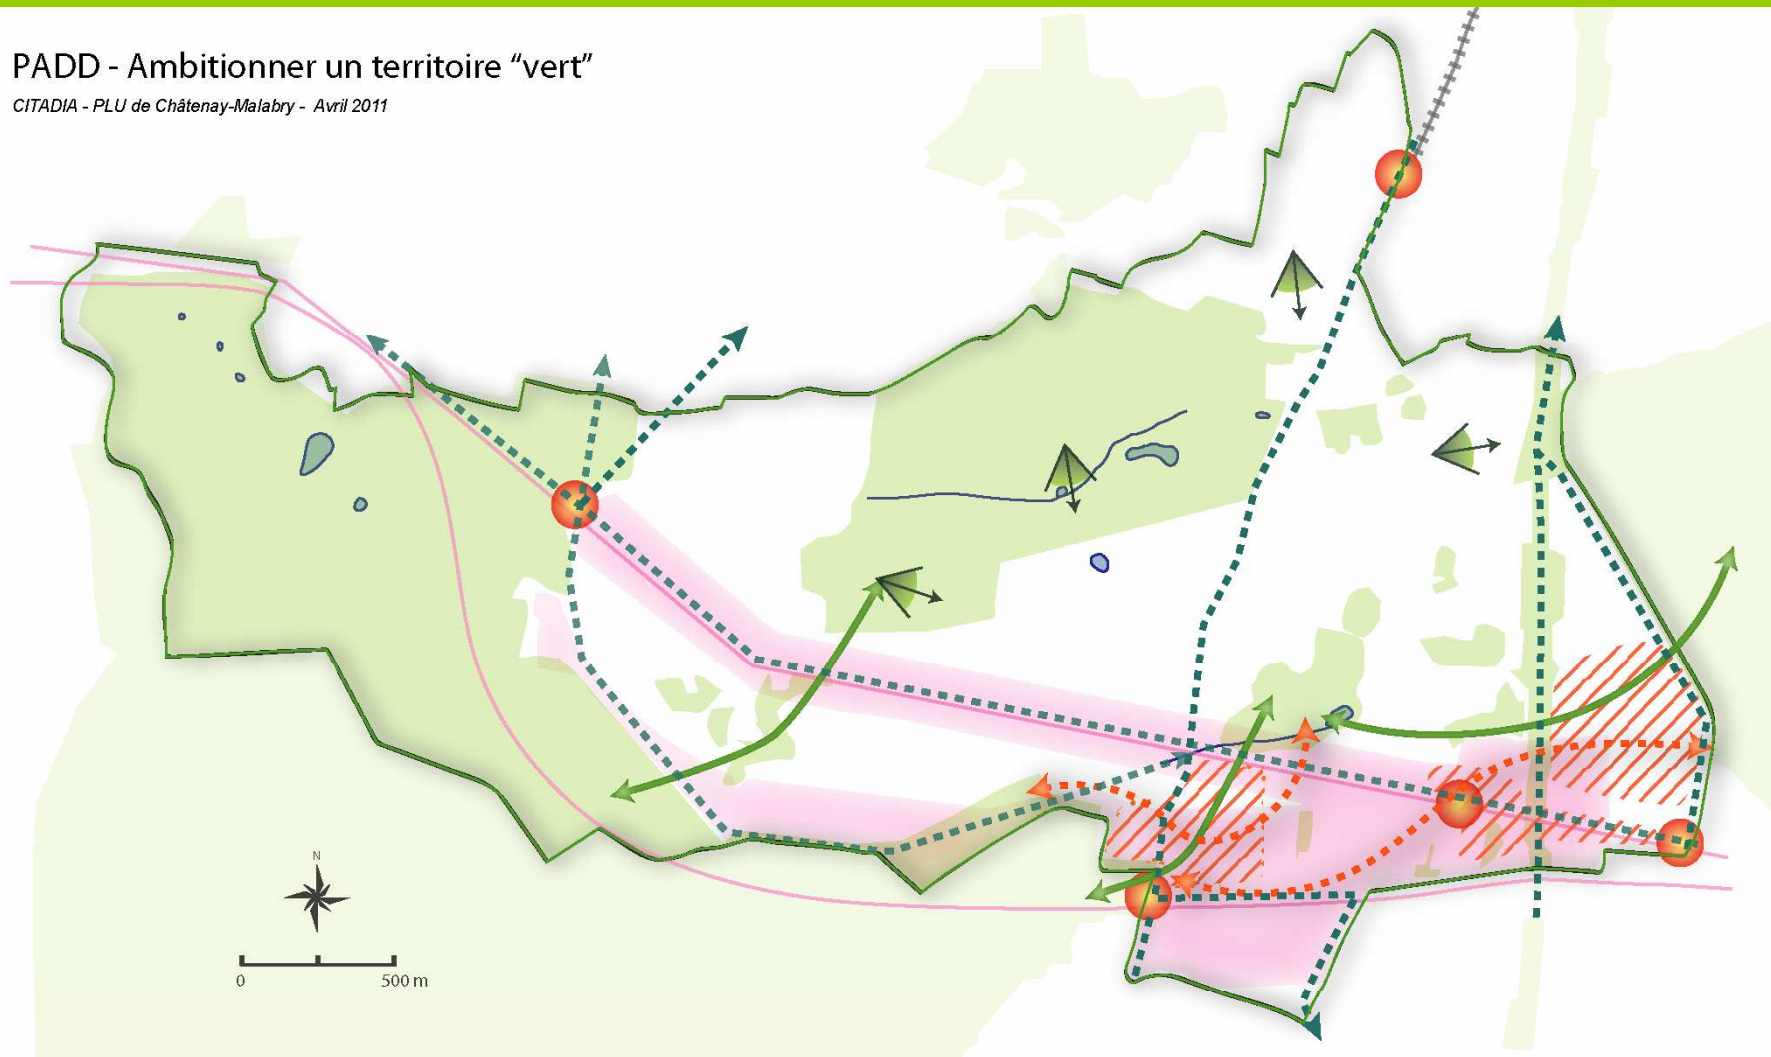 PADD - Ambitionner un territoire “vert”
CITADIA - PLU de Châtenay-Malabry - Avril 2011
N
0 500 m